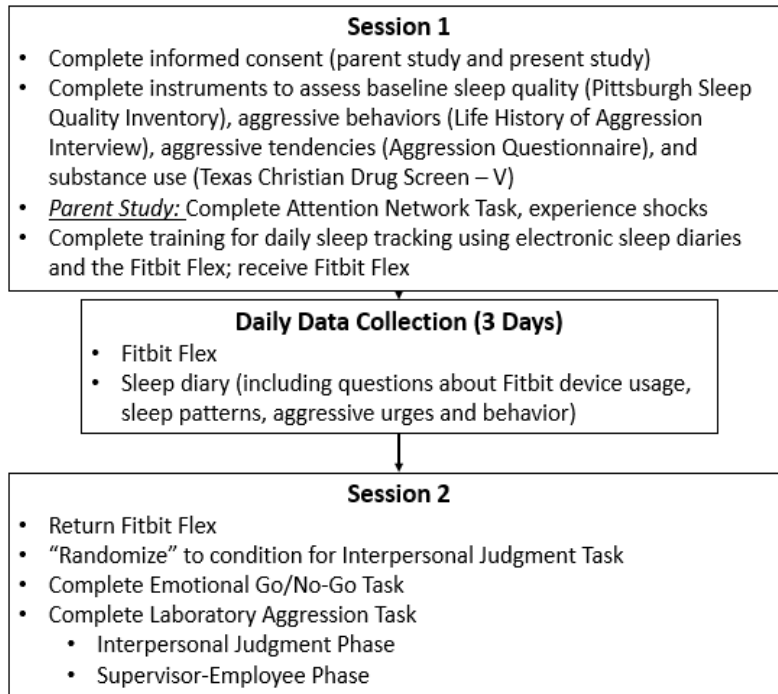 Session 1
• Complete informed consent (parent study and present study)
• Complete instruments to assess baseline sleep quality (Pittsburgh Sleep
Quality Inventory), aggressive behaviors (Life History of Aggression
Interview), aggressive tendencies (Aggression Questionnaire), and
substance use (Texas Christian Drug Screen – V)
• Parent Study: Complete Attention Network Task, experience shocks
• Complete training for daily sleep tracking using electronic sleep diaries
and the Fitbit Flex; receive Fitbit Flex
Daily Data Collection (3 Days)
• Fitbit Flex
• Sleep diary (including questions about Fitbit device usage,
sleep patterns, aggressive urges and behavior)
Session 2
• Return Fitbit Flex
• “Randomize” to condition for Interpersonal Judgment Task
• Complete Emotional Go/No-Go Task
• Complete Laboratory Aggression Task
• Interpersonal Judgment Phase
• Supervisor-Employee Phase